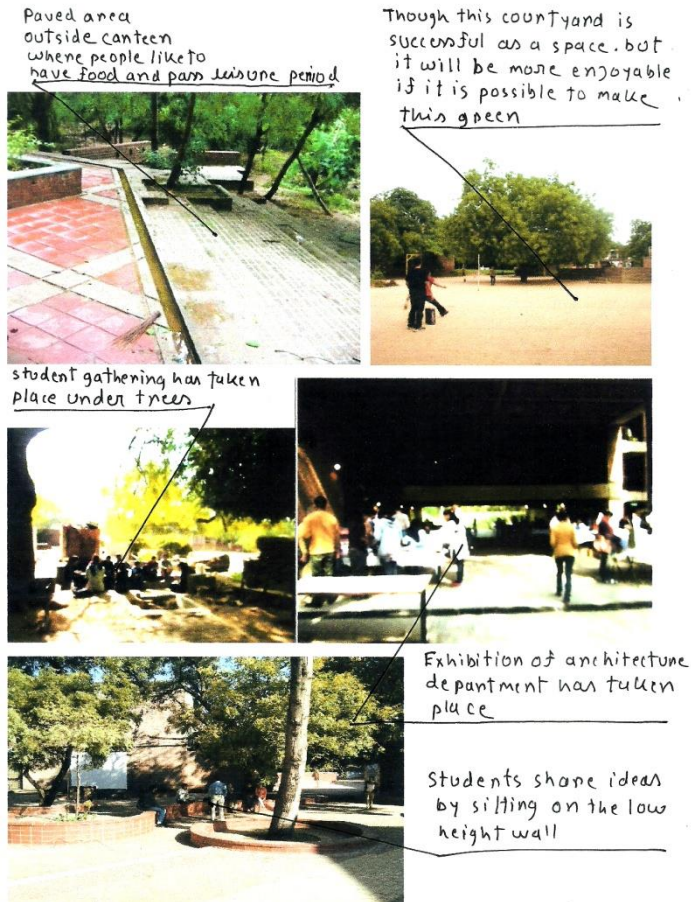 Paved area
outside canteen
where people like to
have food and pass leisure period
Though this courtyard is
successful as a space. but
it will be more enjoyable
if it is possible to make
this green
student gathering has taken
place under trees
Exhibition of architecture
department has taken
place
Students share ideas
by sitting on the low
height wall